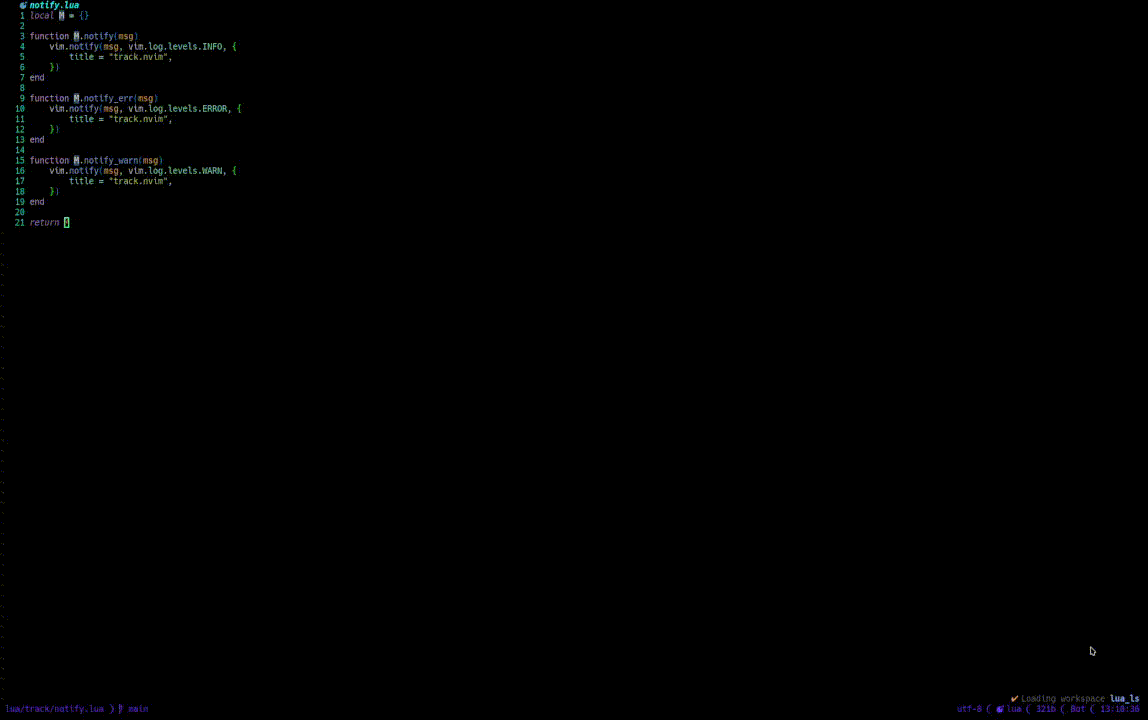 notify.lua
1 local M = {}
2
3 function M.notify(msg)
4 vim.notify(msg, vim.log.levels.INFO, {
5 title = "track.nvim",
6 })
7 end
8
9 function M.notify_err(msg)
10 vim.notify(msg, vim.log.levels.ERROR, {
11 title = "track.nvim",
12 })
13 end
14
15 function M.notify_warn(msg)
16 vim.notify(msg, vim.log.levels.WARN, {
17 title = "track.nvim",
18 })
19 end
20
21 return
✔ Loading workspace lua_ls
lua/track/notify.lua ) main utf-8 ( lua ( 321b ( Bot ( 13:18:36